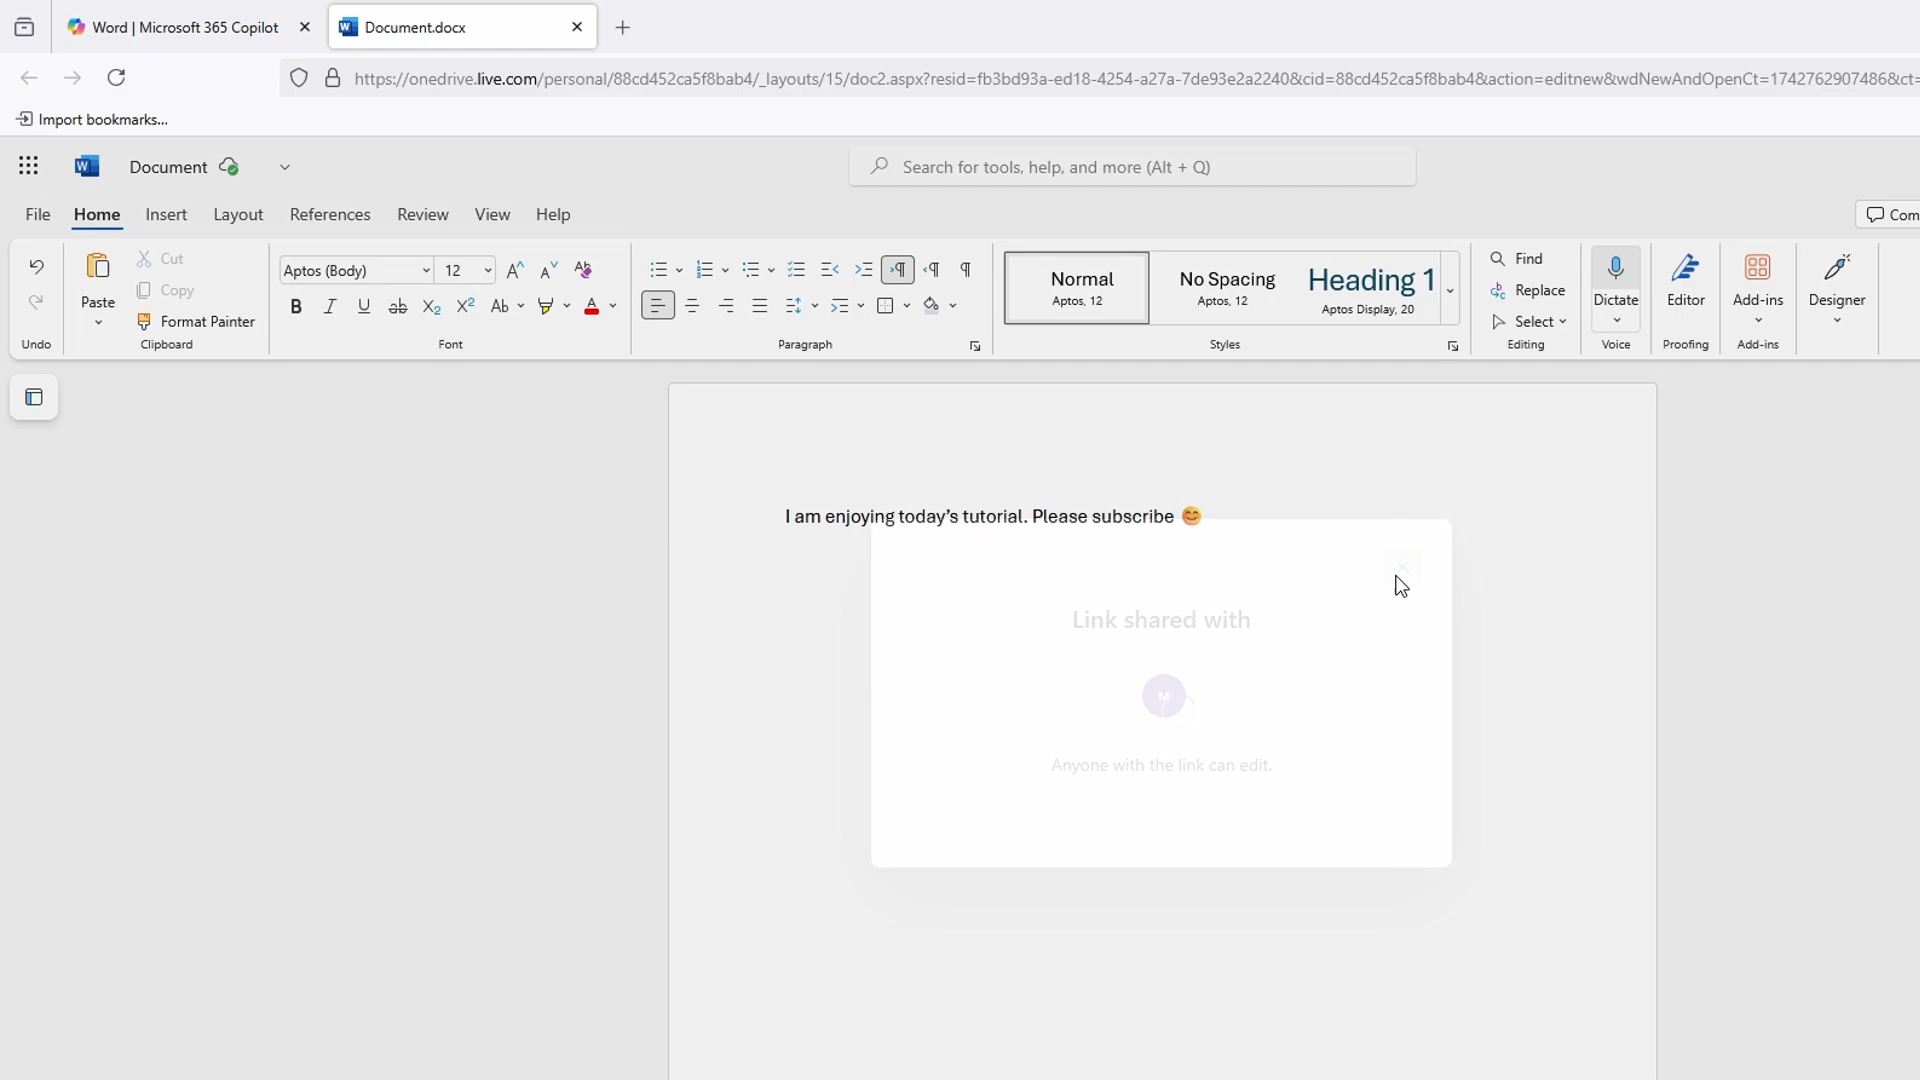 Word | Microsoft 365 Copilot
Document.docx
https://onedrive.live.com/personal/88cd452ca5f8bab4/_layouts/15/doc2.aspx?resid=fb3bd93a-ed18-4254-a27a-7de93e2a2240&cid=88cd452ca5f8bab4&action=editnew&wdNewAndOpenCt=1742762907486&ct=
Import bookmarks...
Document
Search for tools, help, and more (Alt + Q)
File Home Insert Layout References Review View Help
Com
Paste
Cut
Copy
Format Painter
Aptos (Body) 12
Normal
Aptos, 12
No Spacing
Aptos, 12
Heading 1
Aptos Display, 20
Find
Replace
Select
Dictate
Editor
Add-ins
Designer
Undo Clipboard Font Paragraph Styles Editing Voice Proofing Add-ins
I am enjoying today’s tutorial. Please subscribe 😊
Link shared with
M
Anyone with the link can edit.